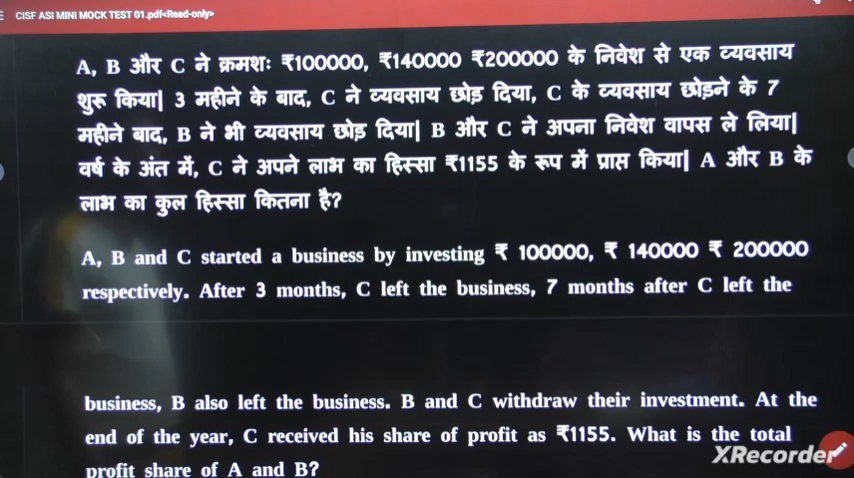 CISF ASI MINI MOCK TEST 01.pdf<Read-only>
A, B और C ने क्रमशः ₹100000, ₹140000 ₹200000 के निवेश से एक व्यवसाय
शुरू किया| 3 महीने के बाद, C ने व्यवसाय छोड़ दिया, C के व्यवसाय छोड़ने के 7
महीने बाद, B ने भी व्यवसाय छोड़ दिया| B और C ने अपना निवेश वापस ले लिया|
वर्ष के अंत में, C ने अपने लाभ का हिस्सा ₹1155 के रूप में प्राप्त किया| A और B के
लाभ का कुल हिस्सा कितना है?
A, B and C started a business by investing ₹ 100000, ₹ 140000 ₹ 200000
respectively. After 3 months, C left the business, 7 months after C left the
business, B also left the business. B and C withdraw their investment. At the
end of the year, C received his share of profit as ₹1155. What is the total
profit share of A and B?
XRecorder